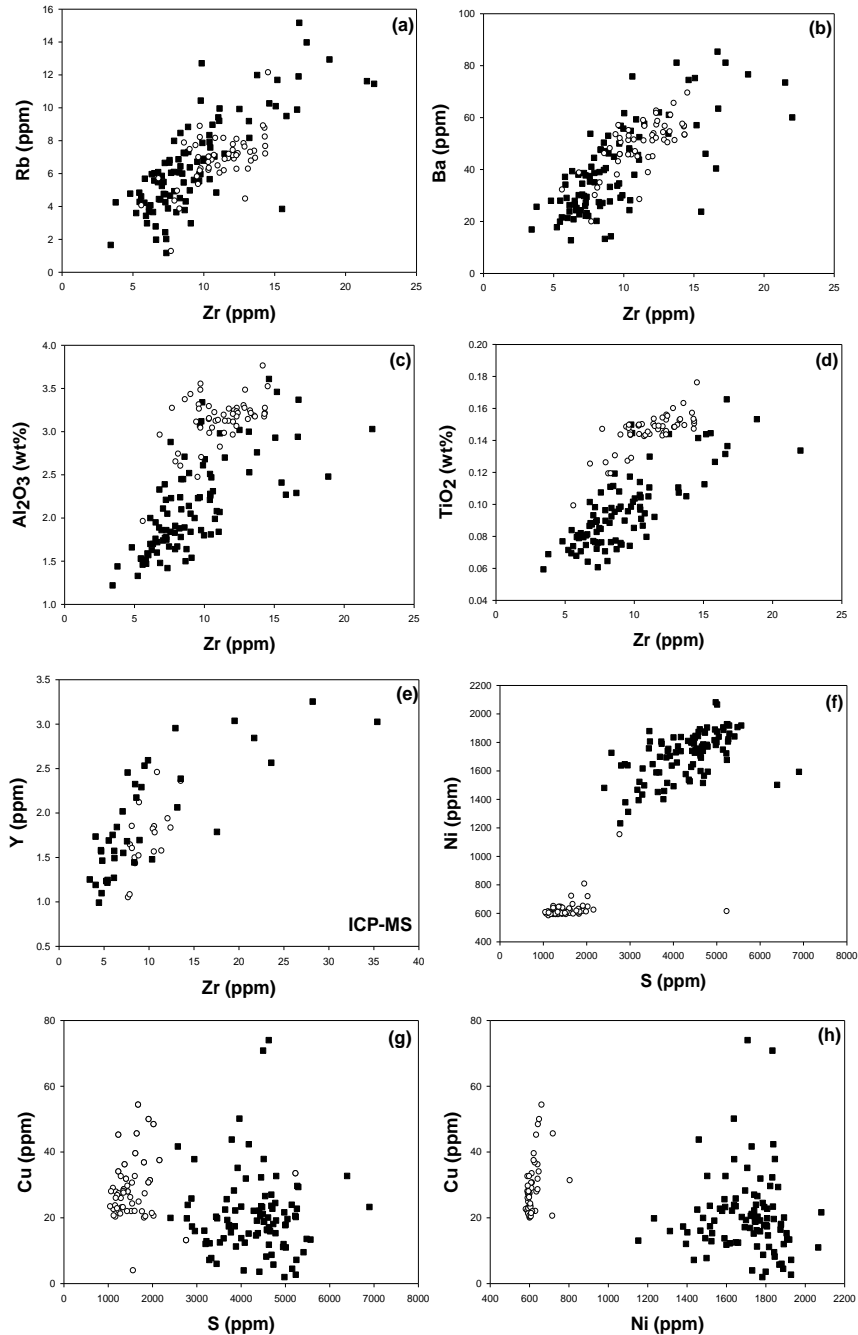 (a)
Rb (ppm)
16
14
12
10
8
6
4
2
0
0 5 10 15 20 25
Zr (ppm)
(b)
Ba (ppm)
100
80
60
40
20
0
0 5 10 15 20 25
Zr (ppm)
(c)
Al2O3 (wt%)
4.0
3.5
3.0
2.5
2.0
1.5
1.0
0 5 10 15 20 25
Zr (ppm)
(d)
TiO2 (wt%)
0.20
0.18
0.16
0.14
0.12
0.10
0.08
0.06
0.04
0 5 10 15 20 25
Zr (ppm)
(e)
Y (ppm)
3.5
3.0
2.5
2.0
1.5
1.0
0.5
ICP-MS
0 5 10 15 20 25 30 35 40
Zr (ppm)
(f)
Ni (ppm)
2200
2000
1800
1600
1400
1200
1000
800
600
400
0 1000 2000 3000 4000 5000 6000 7000 8000
S (ppm)
(g)
Cu (ppm)
80
60
40
20
0
0 1000 2000 3000 4000 5000 6000 7000 8000
S (ppm)
(h)
Cu (ppm)
80
60
40
20
0
400 600 800 1000 1200 1400 1600 1800 2000 2200
Ni (ppm)